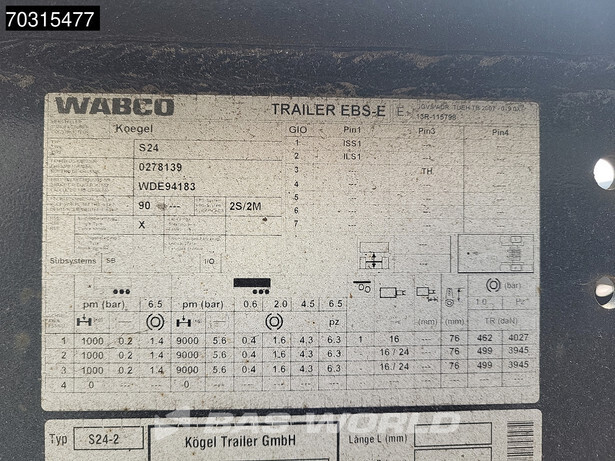 70315477
WABCO TRAILER EBS-E
Koegel GIO Pin1 Pin3 Pin4
S24 1 ISS1 --- ---
0278139 2 ILS1 --- ---
WDE94183 3 --- TH ---
90 --- 2S/2M 4 --- --- ---
5 --- --- ---
X 6 --- --- ---
7 --- --- ---
Subsystems SB I/O
(bar)
pm (bar) 6.5 pm (bar) 0.6 2.0 4.5 6.5 1.0 Pz"
pz (mm) (mm) TR (daN)
1 1000 0.2 1.4 9000 5.6 0.4 1.6 4.3 6.3 1 16 --- 76 462 4027
2 1000 0.2 1.4 9000 5.6 0.4 1.6 4.3 6.3 16/24 --- 76 499 3945
3 1000 0.2 1.4 9000 5.6 0.4 1.6 4.3 6.3 16/24 --- 76 499 3945
4 0 --- --- 0 --- --- --- --- ---
BAS WORLD
Typ S24-2 Kögel Trailer GmbH Länge L (mm)